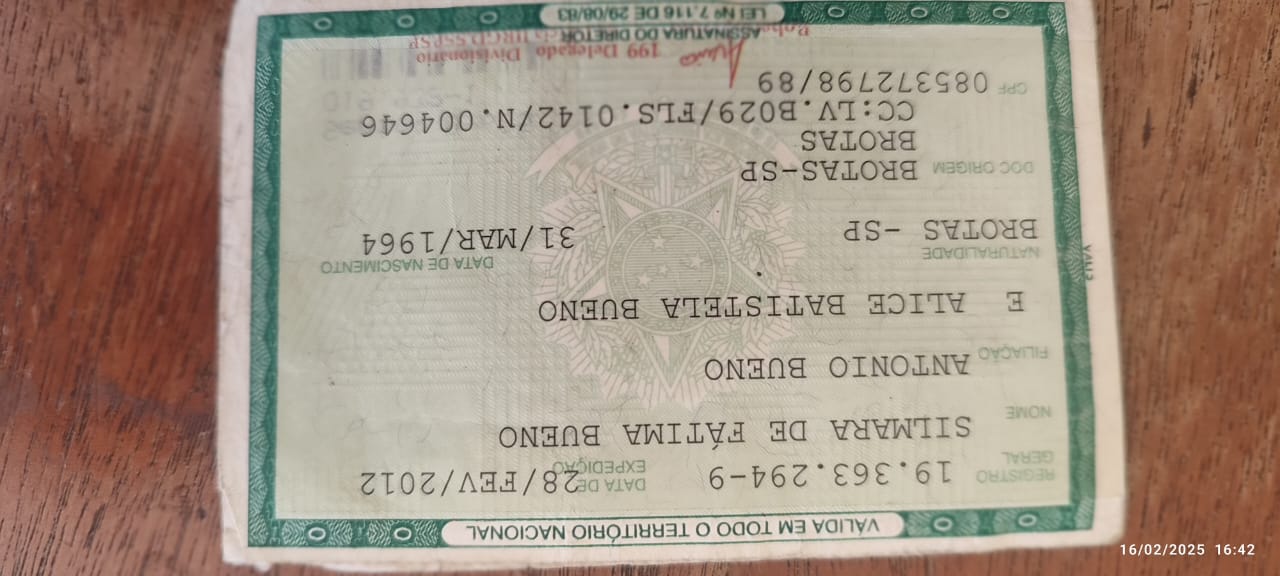 VÁLIDA EM TODO O TERRITÓRIO NACIONAL
REGISTRO GERAL 19.363.294-9 DATA DE EXPEDIÇÃO 28/FEV/2012
NOME SILMARA DE FÁTIMA BUENO
FILIAÇÃO ANTONIO BUENO
E ALICE BATISTELA BUENO
NATURALIDADE DATA DE NASCIMENTO
BROTAS -SP 31/MAR/1964
DOC ORIGEM BROTAS-SP
BROTAS
CC:LV.B029/FLS.0142/N.004646
CPF 085372798/89
199 Delegado Divisionário
ASSINATURA DO DIRETOR
LEI Nº 7.116 DE 29/08/83
16/02/2025 16:42